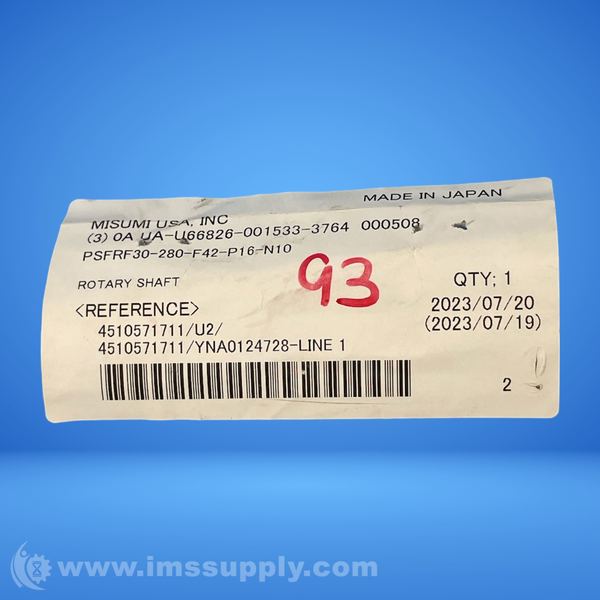 MADE IN JAPAN
MISUMI USA, INC
(3) 0A UA-U66826-001533-3764 000508
PSFRF30-280-F42-P16-N10
93
ROTARY SHAFT
QTY; 1
<REFERENCE>
2023/07/20
4510571711/U2/
(2023/07/19)
4510571711/YNA0124728-LINE 1
2
www.imssupply.com